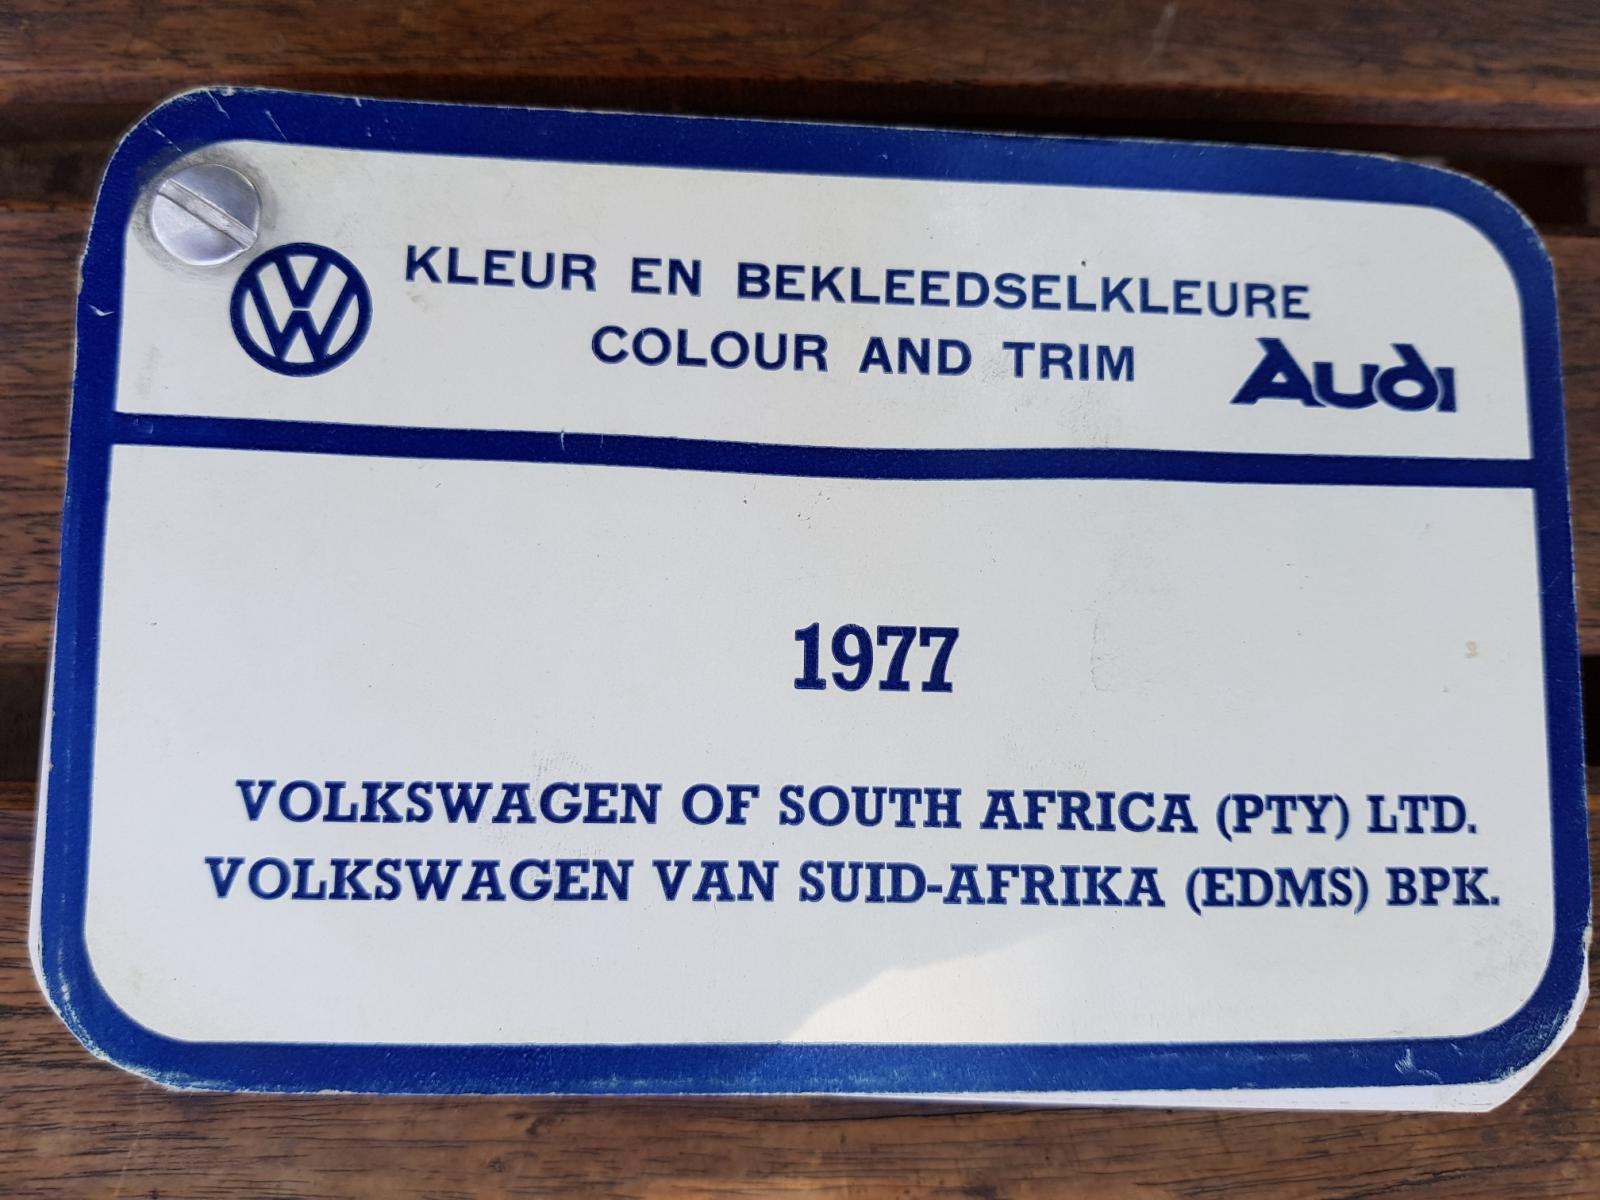 KLEUR EN BEKLEEDSELKLEURE
COLOUR AND TRIM
VW
Audi
1977
VOLKSWAGEN OF SOUTH AFRICA (PTY) LTD.
VOLKSWAGEN VAN SUID-AFRIKA (EDMS) BPK.